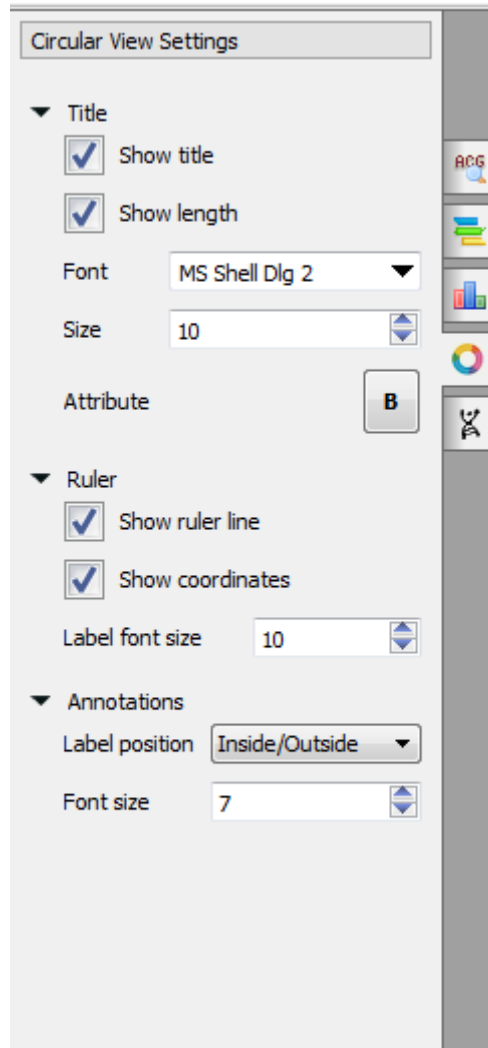 Circular View Settings
Title
Show title
Show length
Font MS Shell Dlg 2
Size 10
Attribute B
Ruler
Show ruler line
Show coordinates
Label font size 10
Annotations
Label position Inside/Outside
Font size 7
ACG